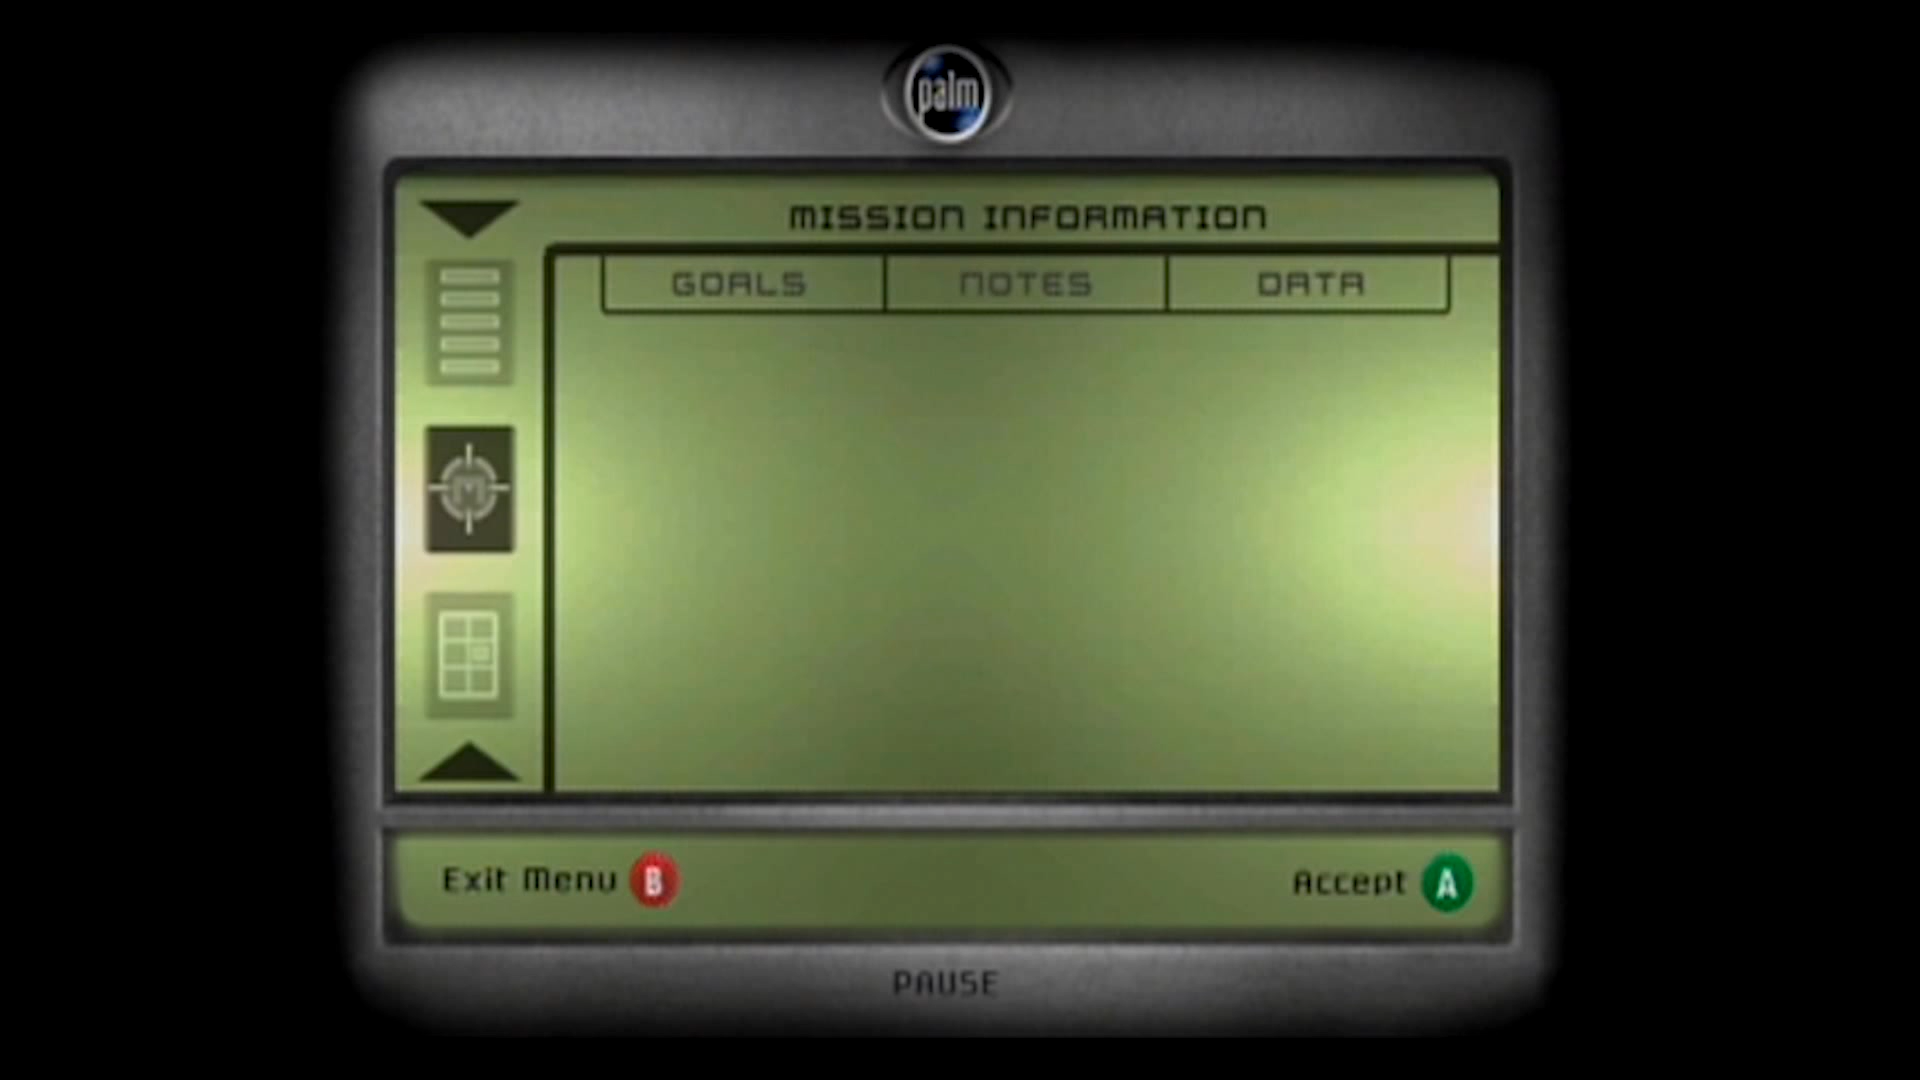 palm
MISSION INFORMATION
GOALS NOTES DATA
M
Exit Menu B
Accept A
PAUSE